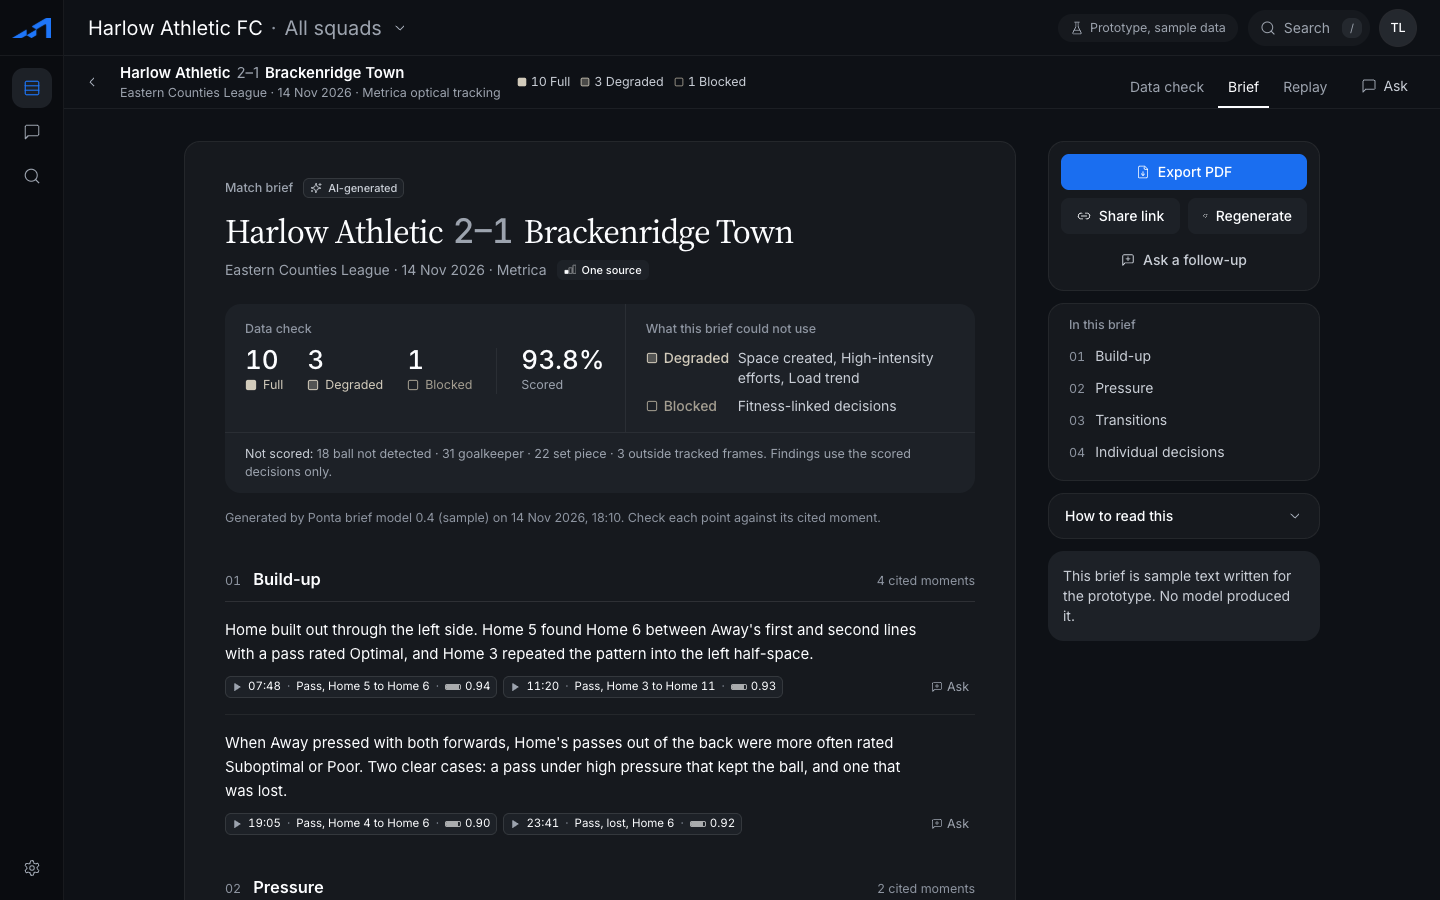 Harlow Athletic FC · All squads
Prototype, sample data
Search /
TL
Harlow Athletic 2–1 Brackenridge Town
Eastern Counties League · 14 Nov 2026 · Metrica optical tracking
10 Full 3 Degraded 1 Blocked
Data check Brief Replay Ask
Match brief AI-generated
Harlow Athletic 2–1 Brackenridge Town
Eastern Counties League · 14 Nov 2026 · Metrica One source
Data check
10 3 1 93.8%
Full Degraded Blocked Scored
What this brief could not use
Degraded Space created, High-intensity
efforts, Load trend
Blocked Fitness-linked decisions
Not scored: 18 ball not detected · 31 goalkeeper · 22 set piece · 3 outside tracked frames. Findings use the scored
decisions only.
Generated by Ponta brief model 0.4 (sample) on 14 Nov 2026, 18:10. Check each point against its cited moment.
01 Build-up 4 cited moments
Home built out through the left side. Home 5 found Home 6 between Away's first and second lines
with a pass rated Optimal, and Home 3 repeated the pattern into the left half-space.
07:48 · Pass, Home 5 to Home 6 · 0.94 11:20 · Pass, Home 3 to Home 11 · 0.93 Ask
When Away pressed with both forwards, Home's passes out of the back were more often rated
Suboptimal or Poor. Two clear cases: a pass under high pressure that kept the ball, and one that
was lost.
19:05 · Pass, Home 4 to Home 6 · 0.90 23:41 · Pass, lost, Home 6 · 0.92 Ask
02 Pressure 2 cited moments
Export PDF
Share link Regenerate
Ask a follow-up
In this brief
01 Build-up
02 Pressure
03 Transitions
04 Individual decisions
How to read this
This brief is sample text written for
the prototype. No model produced
it.